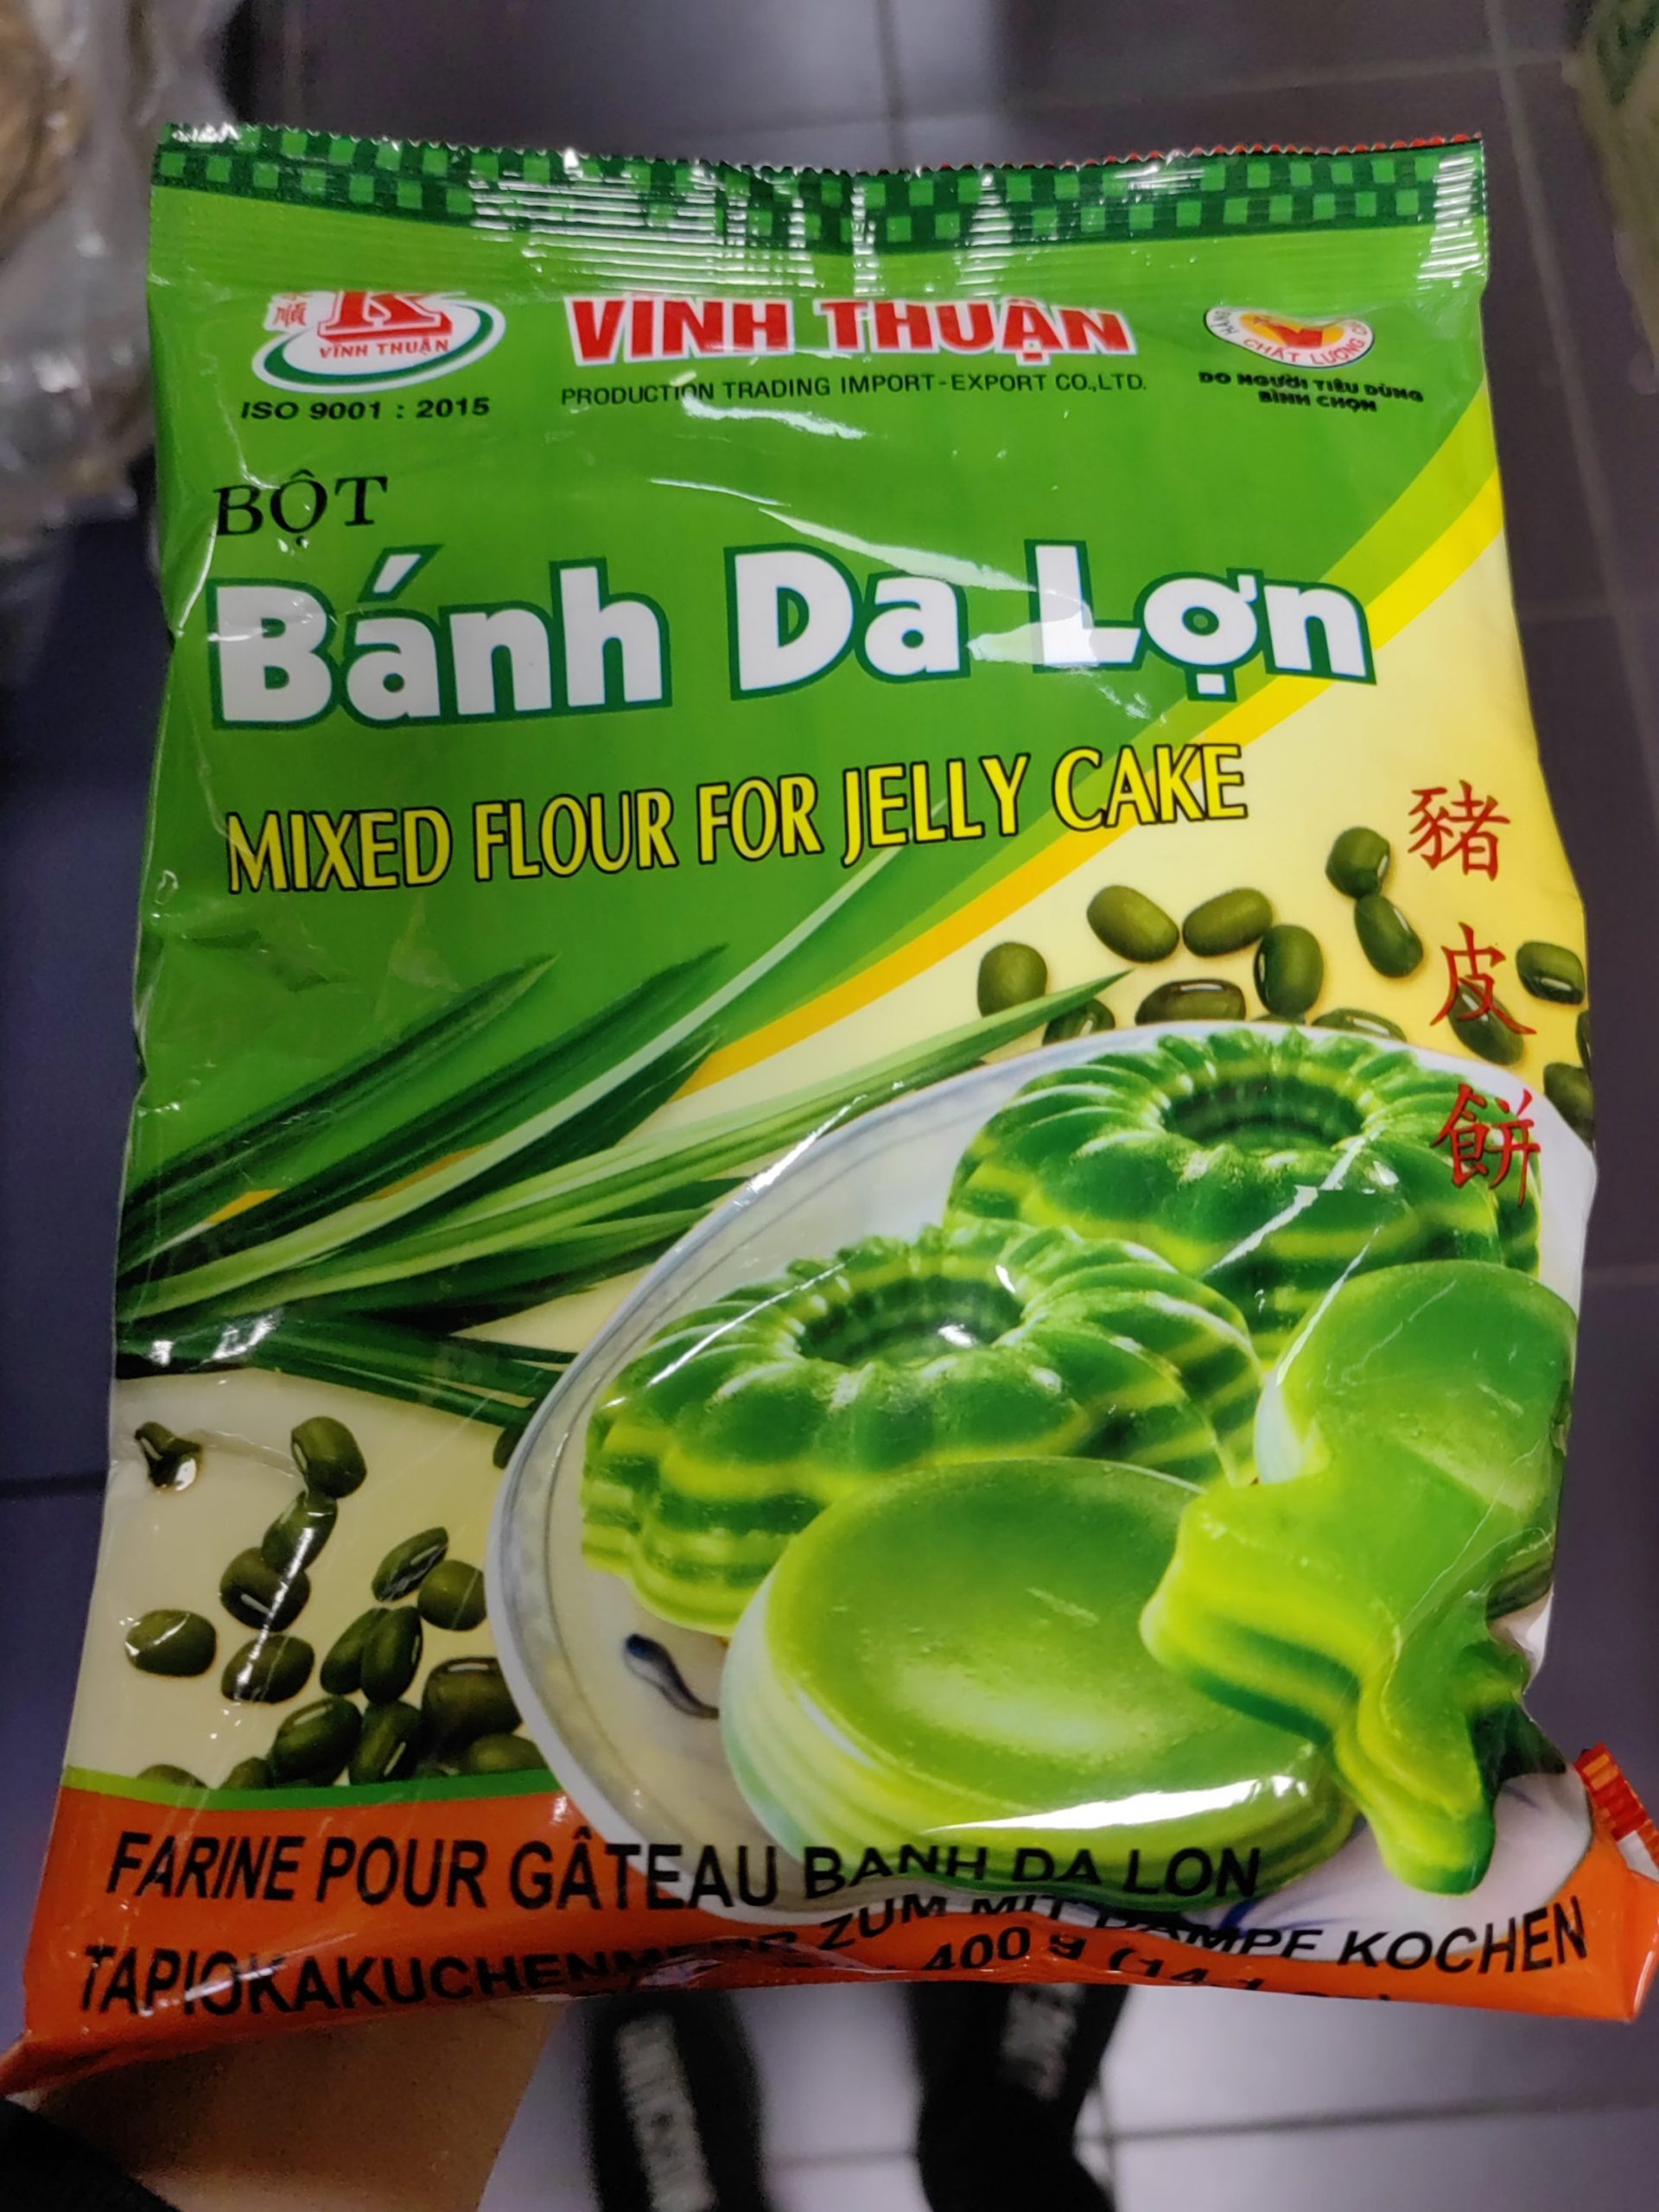 順
K
VĨNH THUẬN
ISO 9001 : 2015
VĨNH THUẬN
PRODUCTION TRADING IMPORT-EXPORT CO.,LTD.
CHẤT LƯỢNG
DO NGƯỜI TIÊU DÙNG
BÌNH CHỌN
BỘT
Bánh Da Lợn
MIXED FLOUR FOR JELLY CAKE
豬
皮
餅
FARINE POUR GÂTEAU BANH DA LON
ZUM MIT DAMPF KOCHEN
400 g